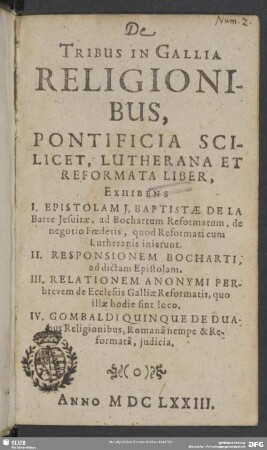 Num. 2.
De
TRIBUS IN GALLIA
RELIGIONI-
BUS,
PONTIFICIA SCI-
LICET, LUTHERANA ET
REFORMATA LIBER,
EXHIBENS
I. EPISTOLAM J. BAPTISTÆ DE LA
Barre Jesuitæ, ad Bochartum Reformatum, de
negotio Fœderis, quod Reformati cum
Lutheranis inierunt.
II. RESPONSIONEM BOCHARTI,
ad dictam Epistolam.
III. RELATIONEM ANONYMI PER-
brevem de Ecclesiis Galliæ Reformatis, quo
illæ hodie sint loco.
IV. GOMBALDI QUINQUE DE DUA-
bus Religionibus, Romanâ nempe & Re-
formatâ, judicia.
(o)
ANNO MDCLXXIII.
SLUB
DFG